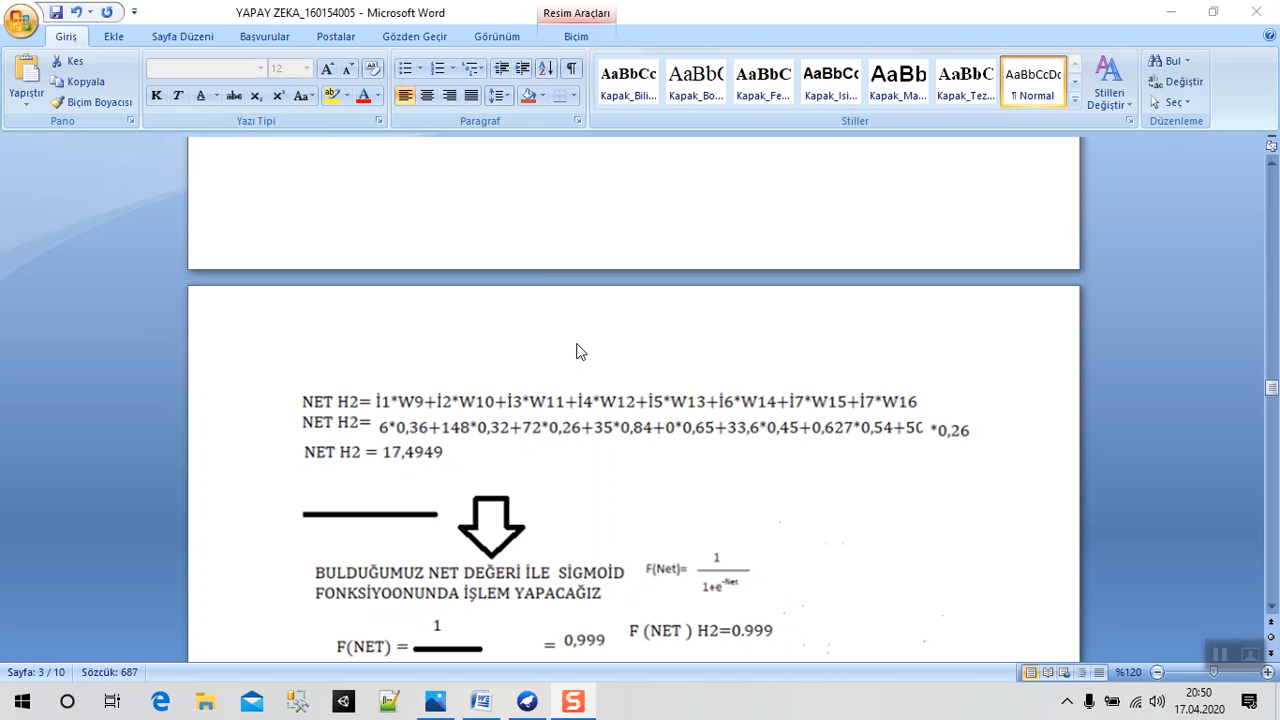 YAPAY ZEKA_160154005 - Microsoft Word
Resim Araçları
Giriş Ekle Sayfa Düzeni Başvurular Postalar Gözden Geçir Görünüm Biçim
Yapıştır
Kes
Kopyala
Biçim Boyacısı
Pano
12
K T A abc x₂ x² Aa
Yazı Tipi
Paragraf
AaBbCc AaBb( AaBbCc AaBbCc AaBb AaBbC AaBbCcDc
Kapak_Bili... Kapak_Bo... Kapak_Fe... Kapak_Isi... Kapak_Ma... Kapak_Tez... ¶ Normal
Stiller
Stilleri Değiştir
Bul
Değiştir
Seç
Düzenleme
NET H2= İ1*W9+İ2*W10+İ3*W11+İ4*W12+İ5*W13+İ6*W14+İ7*W15+İ7*W16
NET H2= 6*0,36+148*0,32+72*0,26+35*0,84+0*0,65+33,6*0,45+0,627*0,54+50 *0,26
NET H2 = 17,4949
BULDUĞUMUZ NET DEĞERİ İLE SİGMOİD
FONKSİYOONUNDA İŞLEM YAPACAĞIZ
F(Net)= 1
1+e^-Net
F(NET) = 1 = 0,999
F (NET ) H2=0.999
Sayfa: 3 / 10 Sözcük: 687 %120
20:50
17.04.2020